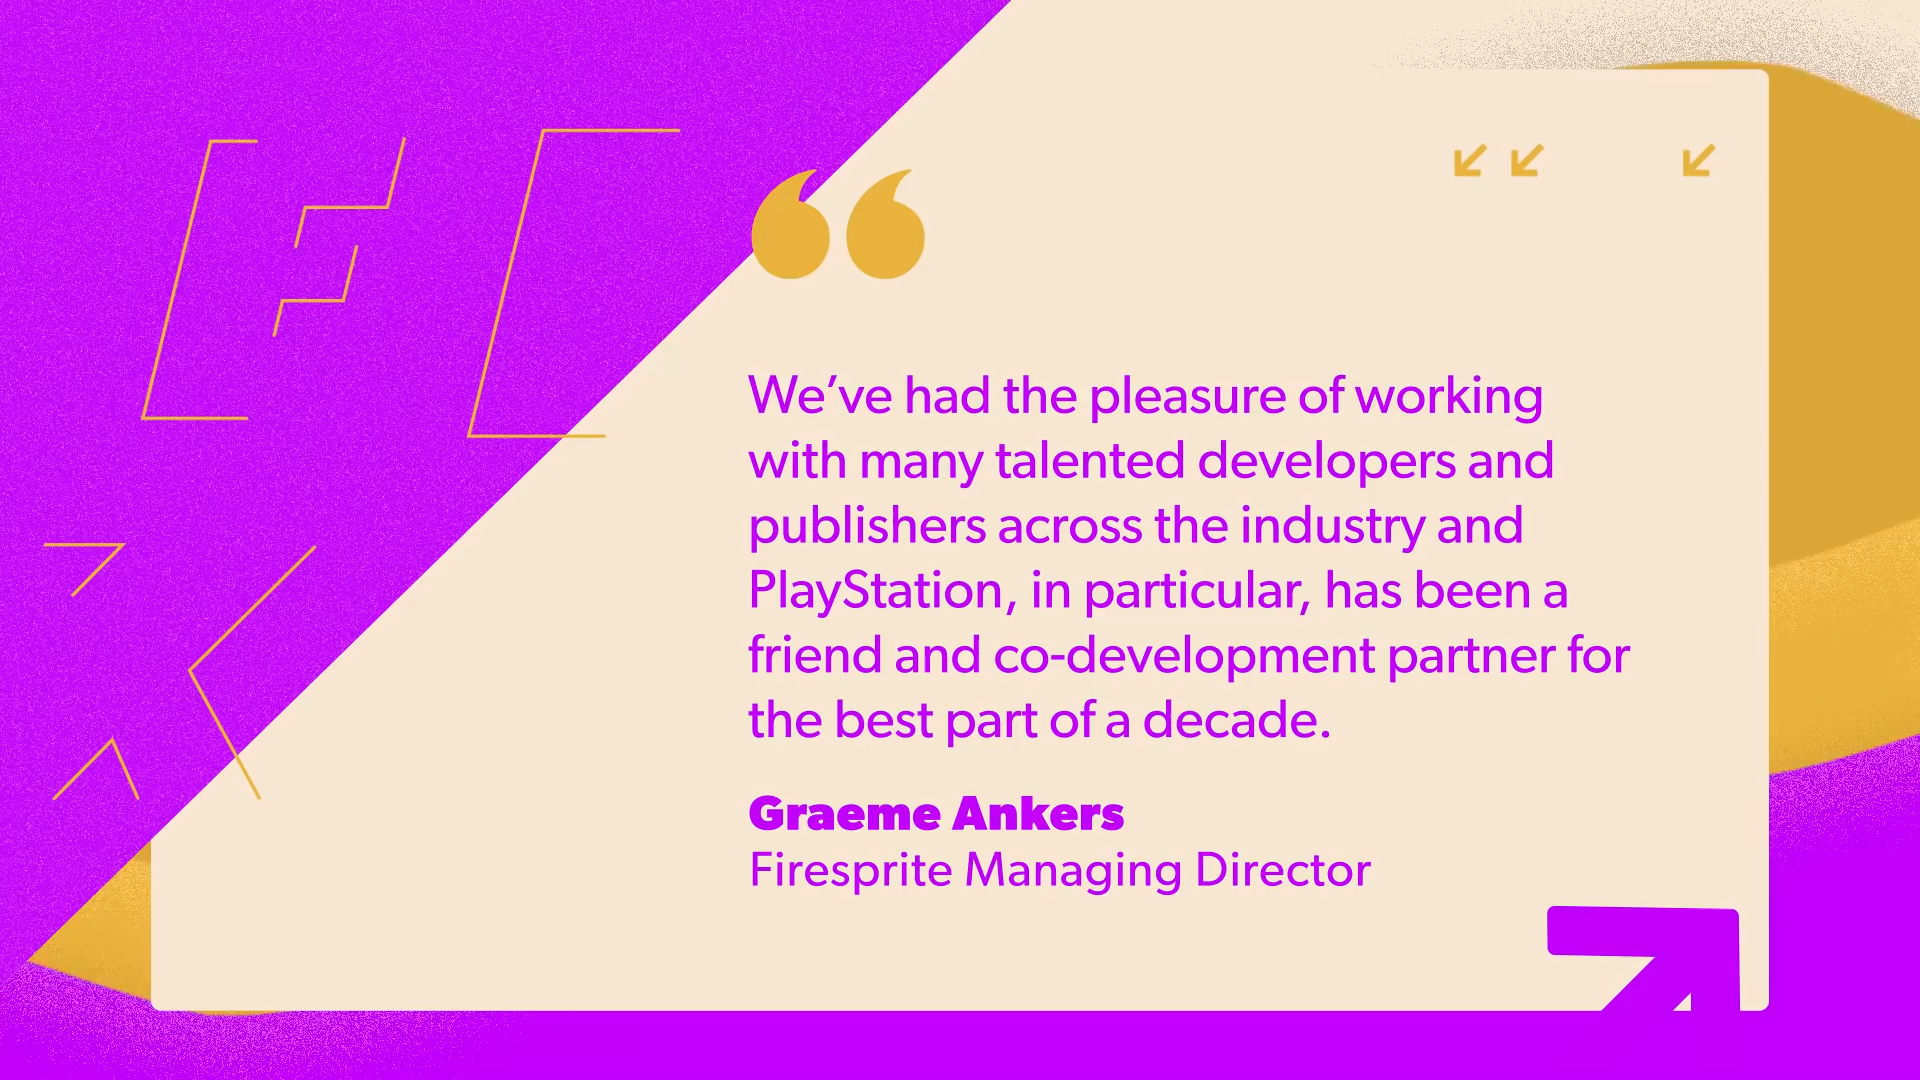 We’ve had the pleasure of working
with many talented developers and
publishers across the industry and
PlayStation, in particular, has been a
friend and co-development partner for
the best part of a decade.
Graeme Ankers
Firesprite Managing Director